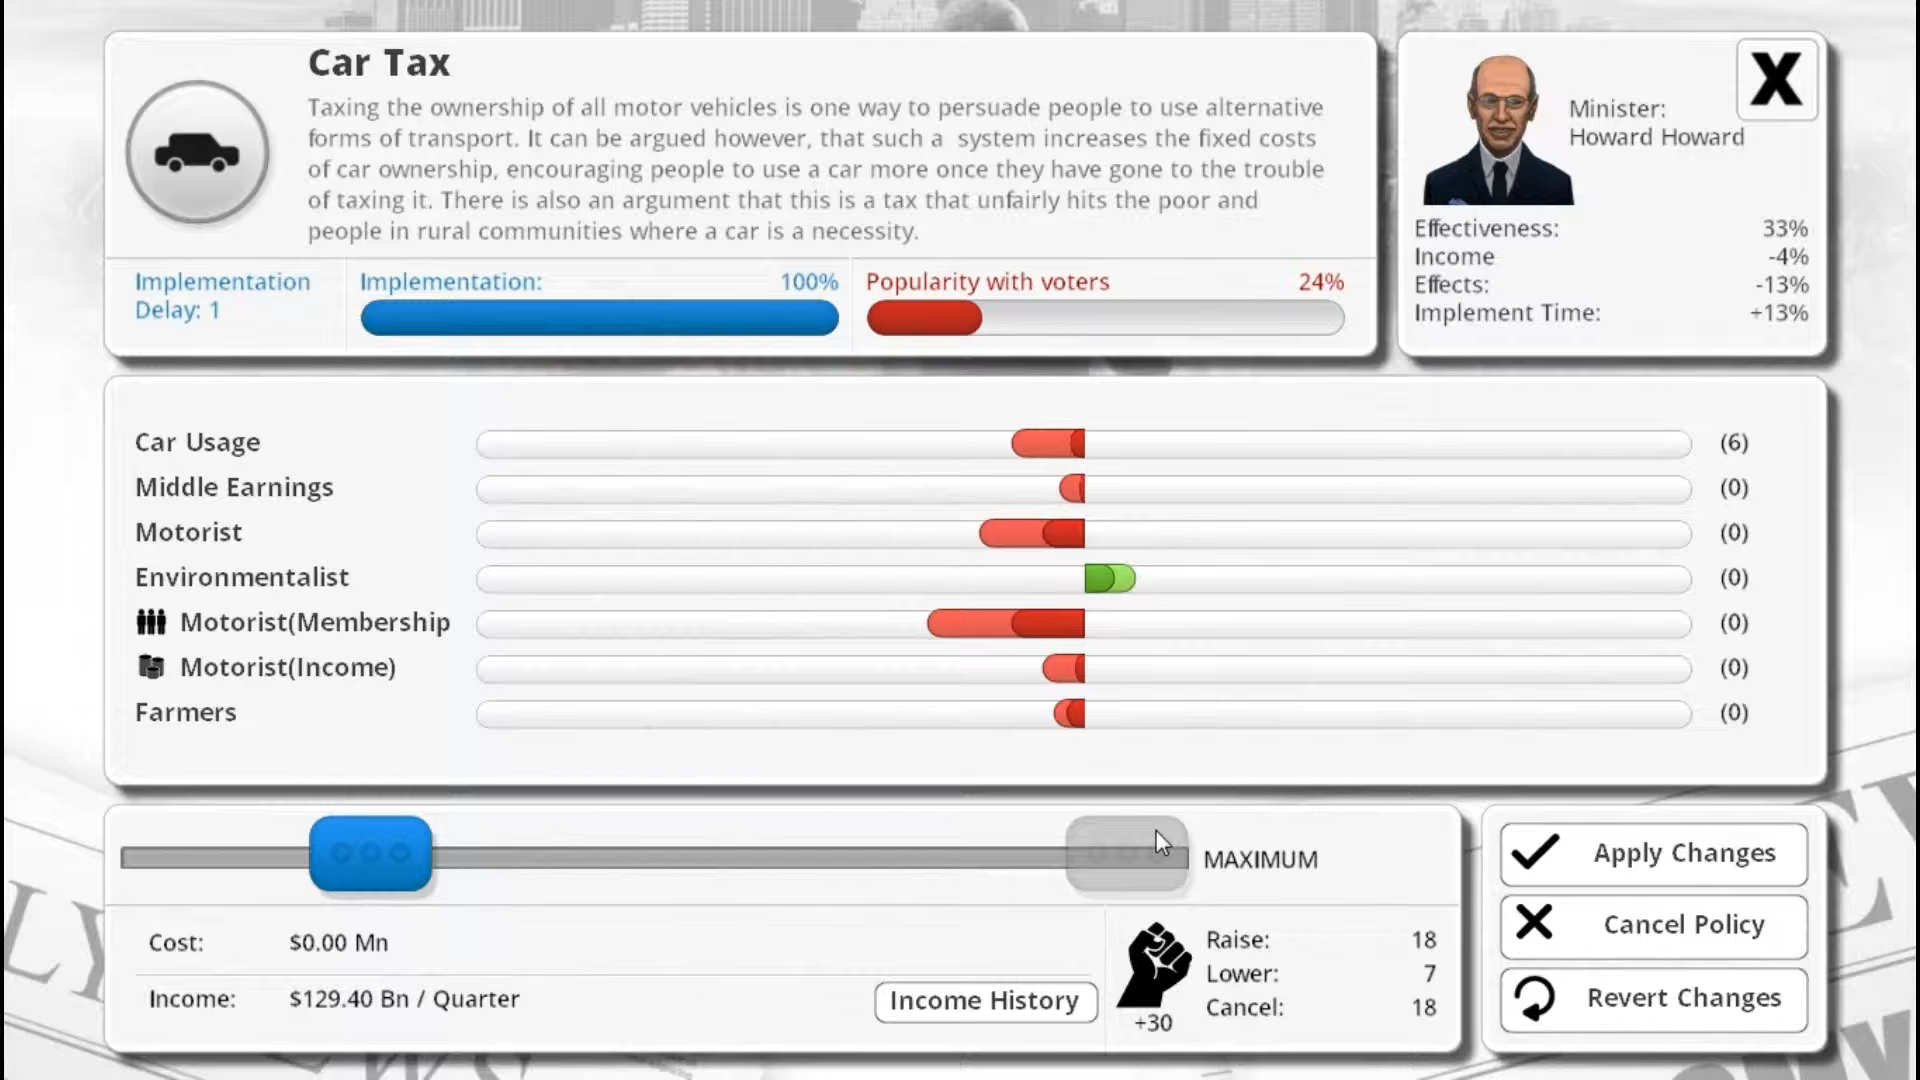 Car Tax
Taxing the ownership of all motor vehicles is one way to persuade people to use alternative
forms of transport. It can be argued however, that such a system increases the fixed costs
of car ownership, encouraging people to use a car more once they have gone to the trouble
of taxing it. There is also an argument that this is a tax that unfairly hits the poor and
people in rural communities where a car is a necessity.
Implementation
Delay: 1
Implementation: 100%
Popularity with voters 24%
X
Minister:
Howard Howard
Effectiveness: 33%
Income -4%
Effects: -13%
Implement Time: +13%
Car Usage (6)
Middle Earnings (0)
Motorist (0)
Environmentalist (0)
Motorist(Membership (0)
Motorist(Income) (0)
Farmers (0)
MAXIMUM
Cost: $0.00 Mn
Income: $129.40 Bn / Quarter
Income History
+30
Raise: 18
Lower: 7
Cancel: 18
Apply Changes
Cancel Policy
Revert Changes